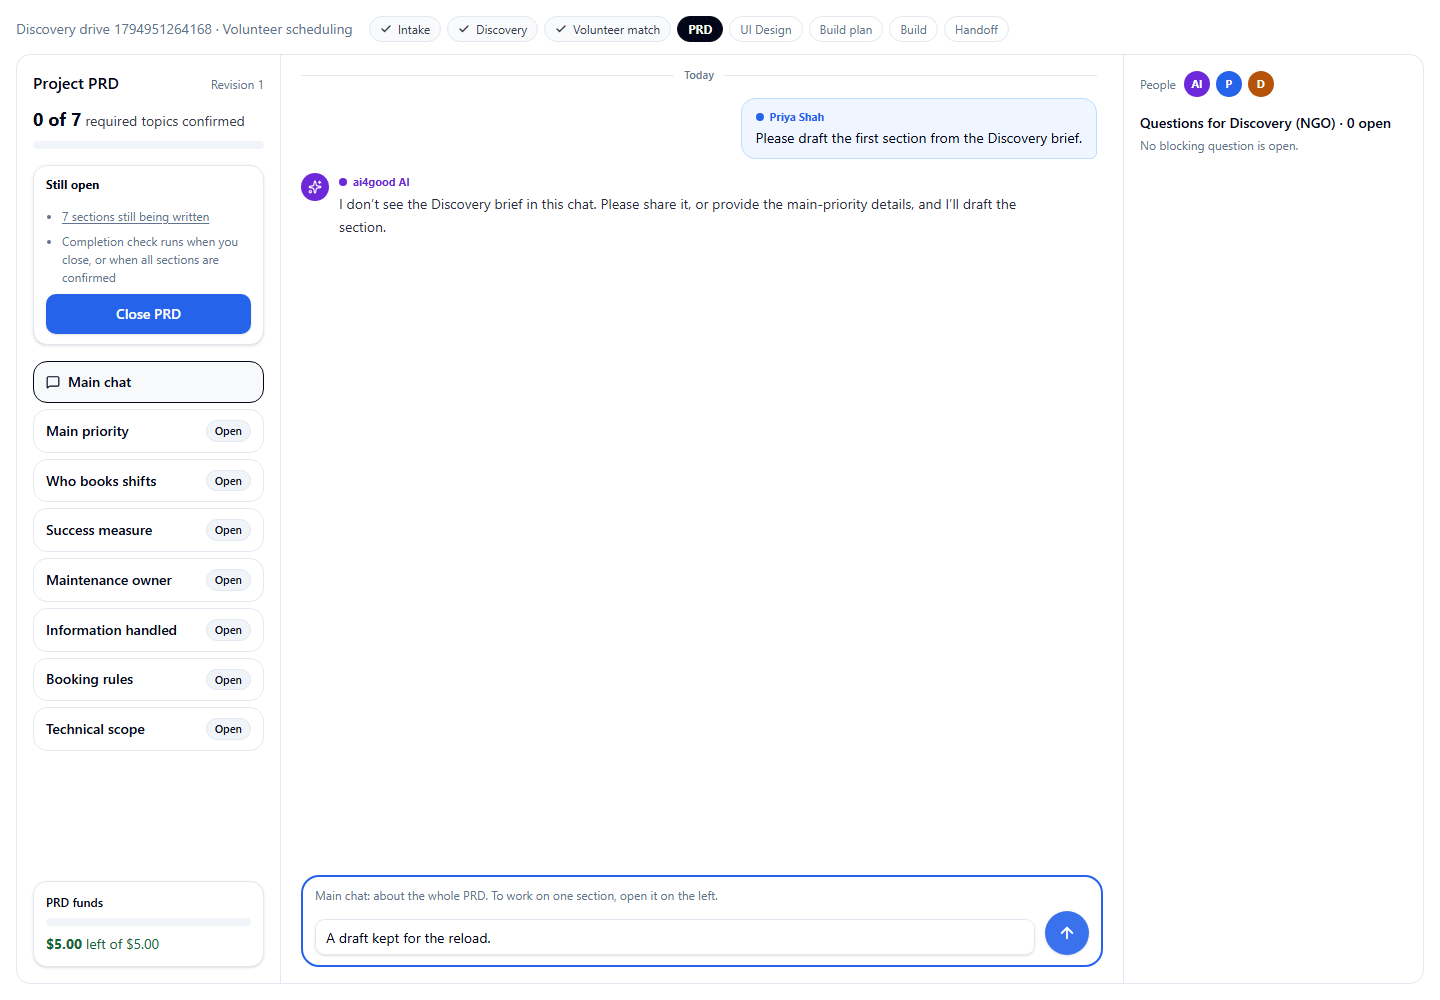 Discovery drive 1794951264168 · Volunteer scheduling
Intake
Discovery
Volunteer match
PRD
UI Design
Build plan
Build
Handoff
Project PRD
Revision 1
0 of 7 required topics confirmed
Still open
7 sections still being written
Completion check runs when you
close, or when all sections are
confirmed
Close PRD
Main chat
Main priority
Open
Who books shifts
Open
Success measure
Open
Maintenance owner
Open
Information handled
Open
Booking rules
Open
Technical scope
Open
PRD funds
$5.00 left of $5.00
Today
Priya Shah
Please draft the first section from the Discovery brief.
ai4good AI
I don't see the Discovery brief in this chat. Please share it, or provide the main-priority details, and I'll draft the
section.
Main chat: about the whole PRD. To work on one section, open it on the left.
A draft kept for the reload.
People
AI
P
D
Questions for Discovery (NGO) · 0 open
No blocking question is open.